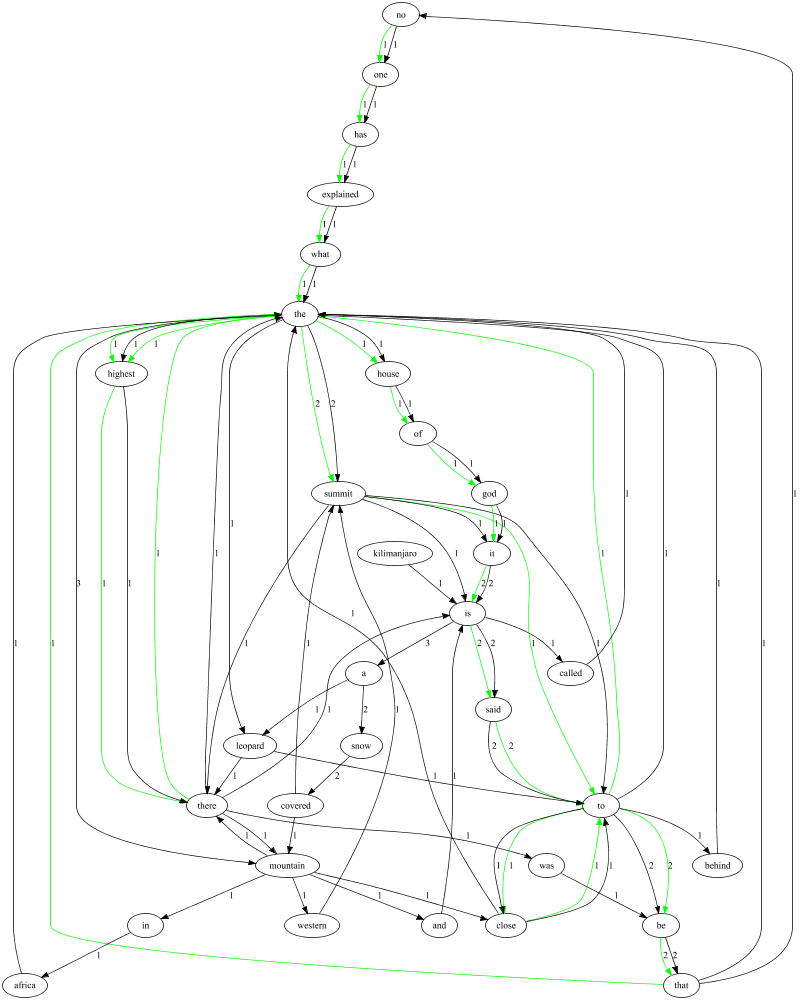 no
1 1
one
1 1
has
1 1
explained
1 1
what
1 1
the
1 1 1 1 1
highest house
2 2 1 1
of
1 1
summit god
1 1 1 1
kilimanjaro it
1 1 2 2
is
1 1 1 1 1 1
3 2 2 1
a called
1 2 said
leopard snow
1 2 1 2 2
there covered to
1 1 1 1 1 1 1 1 2 2 1
mountain was behind
1 1 1 1 1
in western and close be
1 2 2
africa that
1 1 1 1 3 1 1 1 1 1 1 1 1 1